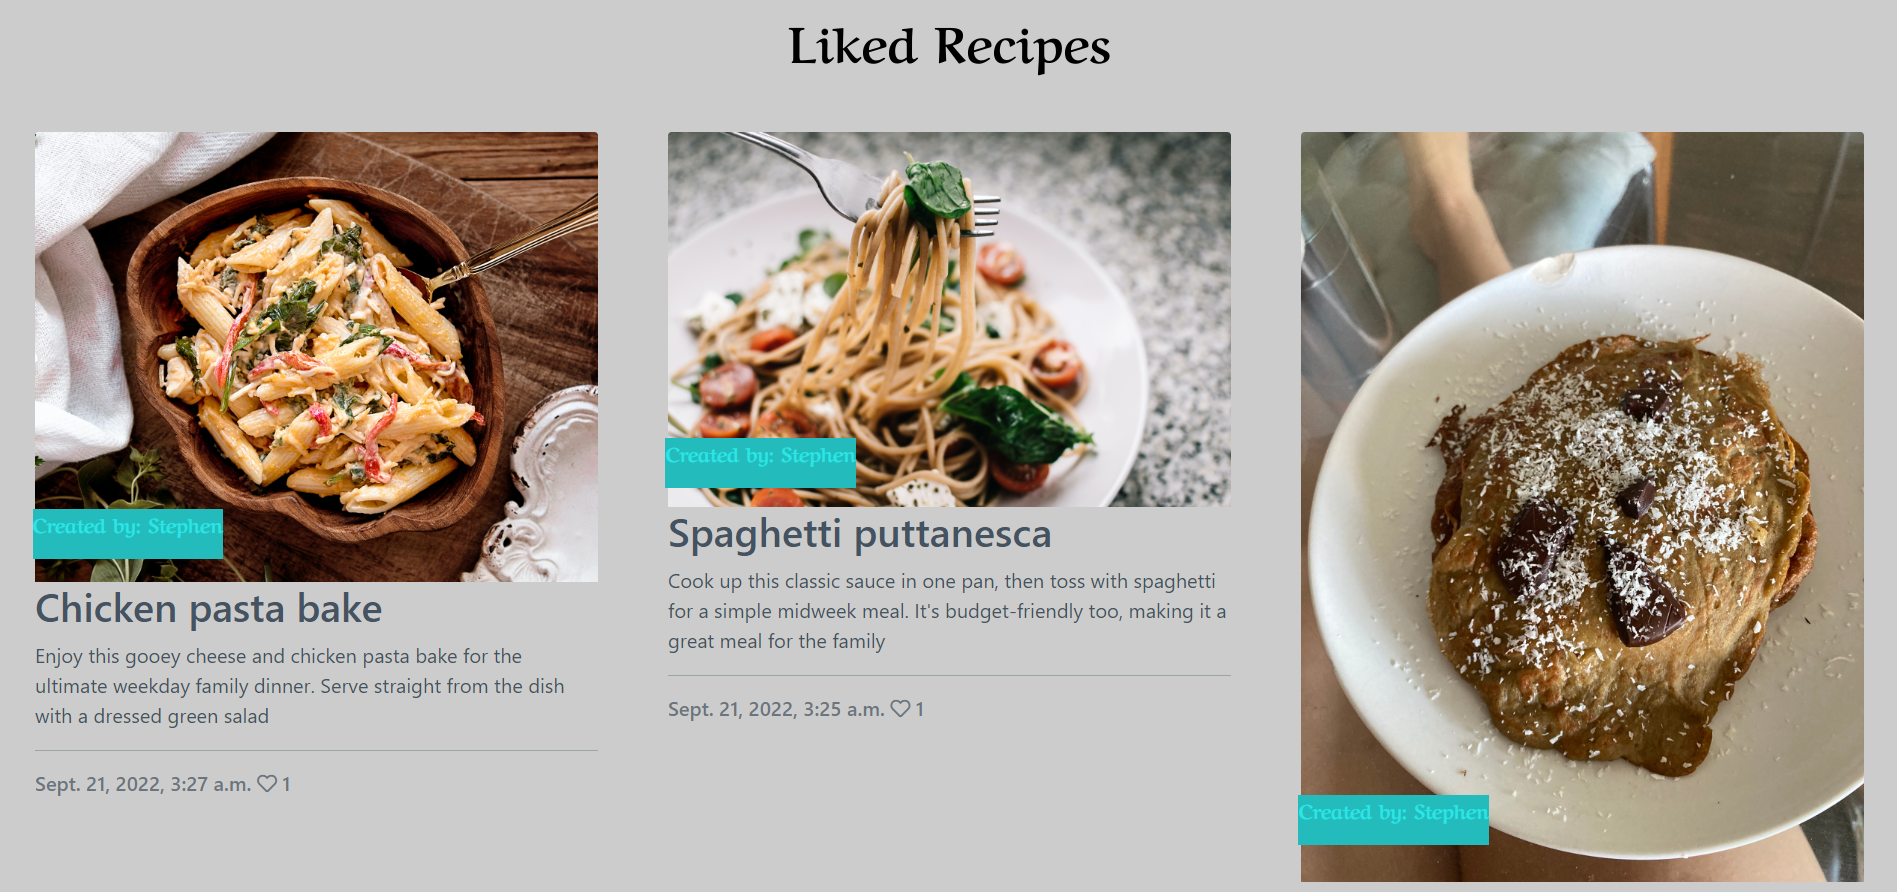 Liked Recipes
Created by: Stephen
Chicken pasta bake
Enjoy this gooey cheese and chicken pasta bake for the
ultimate weekday family dinner. Serve straight from the dish
with a dressed green salad
Sept. 21, 2022, 3:27 a.m. 1
Created by: Stephen
Spaghetti puttanesca
Cook up this classic sauce in one pan, then toss with spaghetti
for a simple midweek meal. It's budget-friendly too, making it a
great meal for the family
Sept. 21, 2022, 3:25 a.m. 1
Created by: Stephen